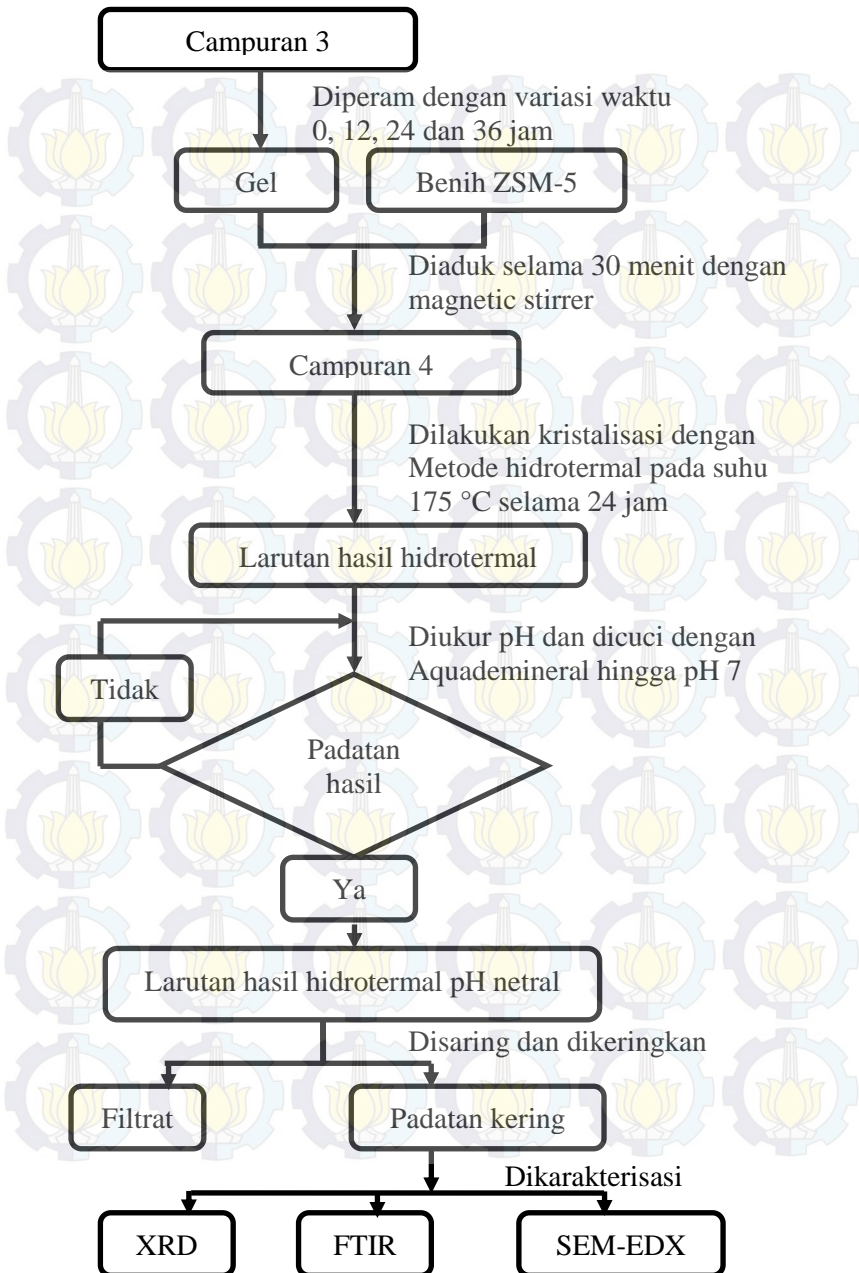 Campuran 3
Diperam dengan variasi waktu
0, 12, 24 dan 36 jam
Gel
Benih ZSM-5
Diaduk selama 30 menit dengan
magnetic stirrer
Campuran 4
Dilakukan kristalisasi dengan
Metode hidrotermal pada suhu
175 °C selama 24 jam
Larutan hasil hidrotermal
Diukur pH dan dicuci dengan
Aquademineral hingga pH 7
Tidak
Padatan
hasil
Ya
Larutan hasil hidrotermal pH netral
Disaring dan dikeringkan
Filtrat
Padatan kering
Dikarakterisasi
XRD
FTIR
SEM-EDX